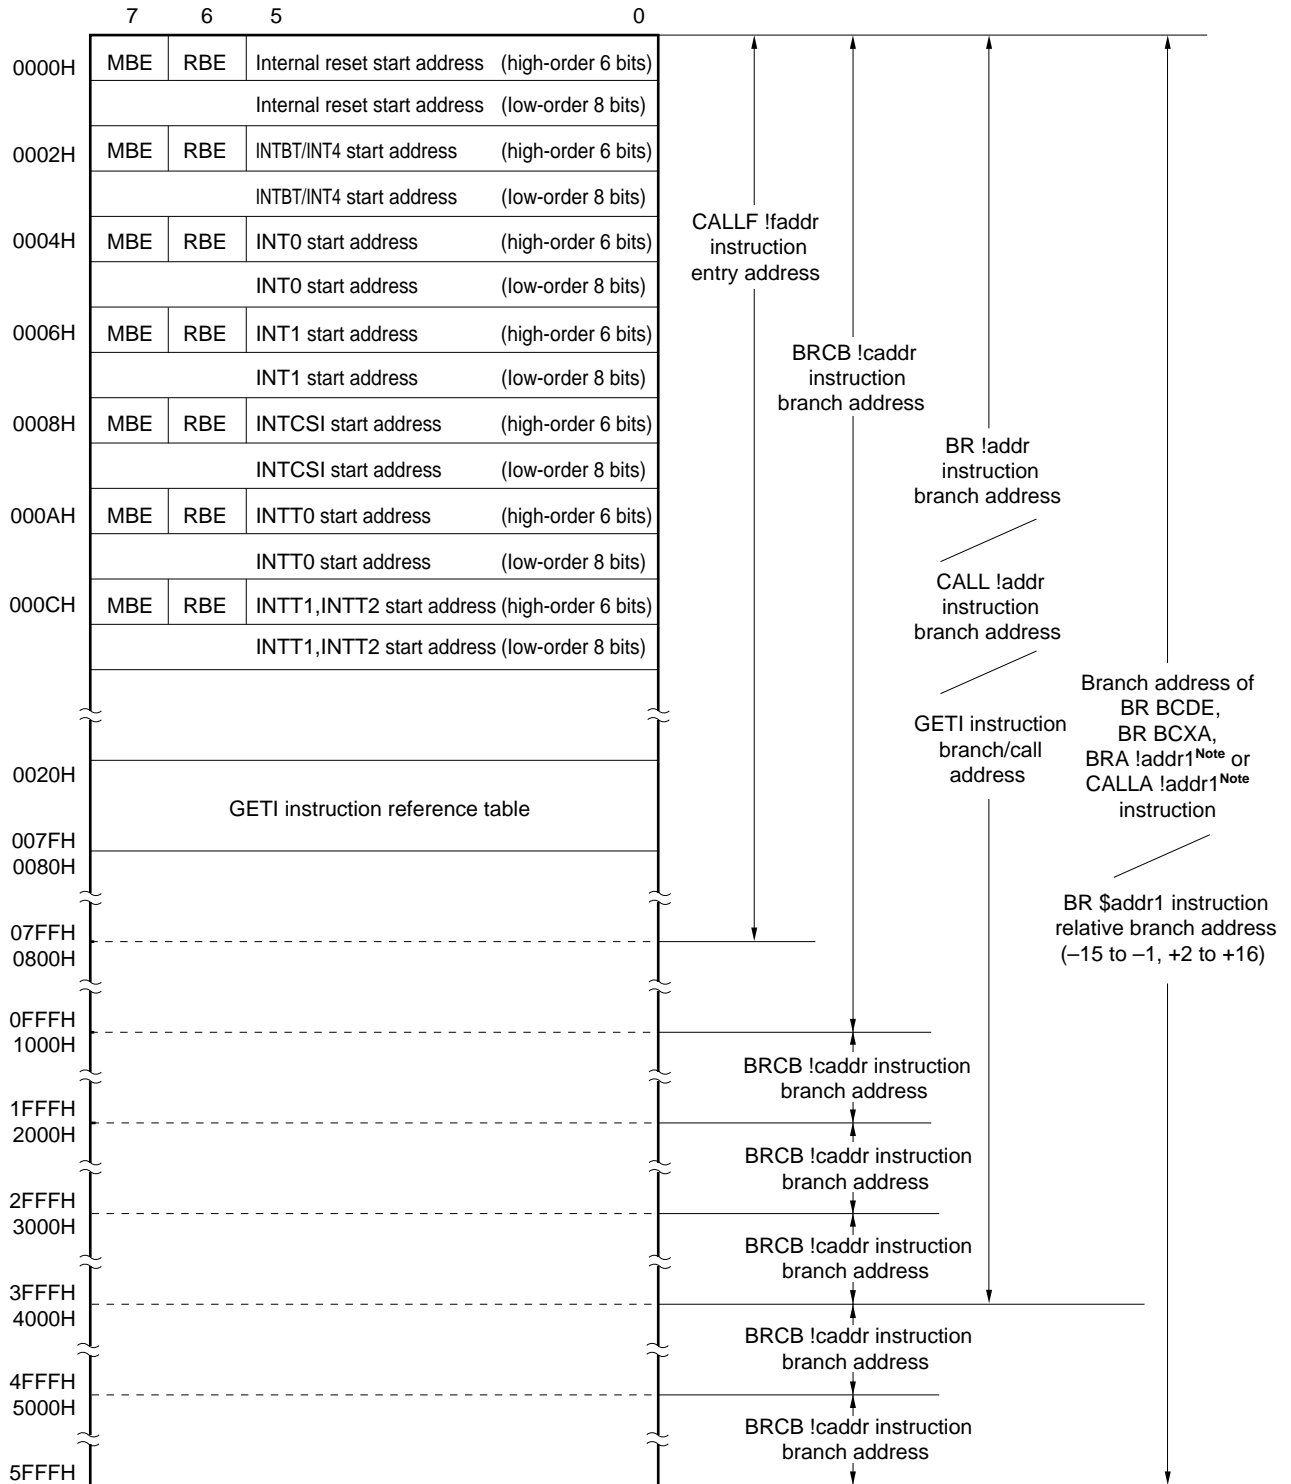 7 6 5 0
0000H MBE RBE Internal reset start address (high-order 6 bits)
Internal reset start address (low-order 8 bits)
0002H MBE RBE INTBT/INT4 start address (high-order 6 bits)
INTBT/INT4 start address (low-order 8 bits)
0004H MBE RBE INT0 start address (high-order 6 bits)
INT0 start address (low-order 8 bits)
0006H MBE RBE INT1 start address (high-order 6 bits)
INT1 start address (low-order 8 bits)
0008H MBE RBE INTCSI start address (high-order 6 bits)
INTCSI start address (low-order 8 bits)
000AH MBE RBE INTT0 start address (high-order 6 bits)
INTT0 start address (low-order 8 bits)
000CH MBE RBE INTT1,INTT2 start address (high-order 6 bits)
INTT1,INTT2 start address (low-order 8 bits)
0020H
GETI instruction reference table
007FH
0080H
07FFH
0800H
0FFFH
1000H
1FFFH
2000H
2FFFH
3000H
3FFFH
4000H
4FFFH
5000H
5FFFH
CALLF !faddr
instruction
entry address
BRCB !caddr
instruction
branch address
BR !addr
instruction
branch address
CALL !addr
instruction
branch address
GETI instruction
branch/call
address
Branch address of
BR BCDE,
BR BCXA,
BRA !addr1Note or
CALLA !addr1Note
instruction
BR $addr1 instruction
relative branch address
(–15 to –1, +2 to +16)
BRCB !caddr instruction
branch address
BRCB !caddr instruction
branch address
BRCB !caddr instruction
branch address
BRCB !caddr instruction
branch address
BRCB !caddr instruction
branch address